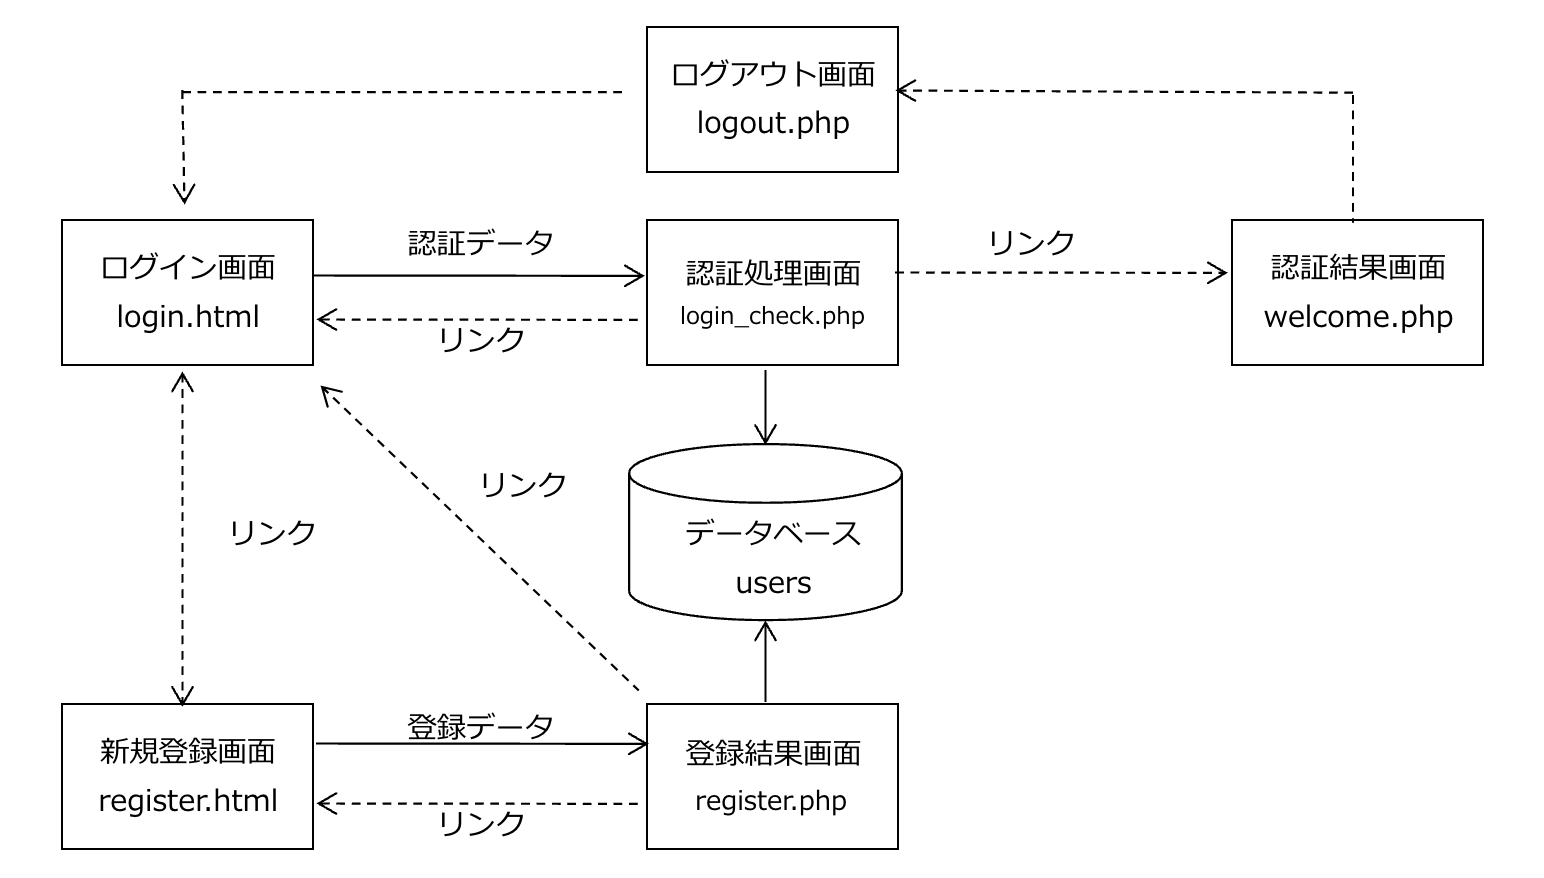 ログアウト画面
logout.php
ログイン画面
login.html
認証データ
リンク
認証処理画面
login_check.php
リンク
認証結果画面
welcome.php
リンク
リンク
データベース
users
新規登録画面
register.html
登録データ
リンク
登録結果画面
register.php